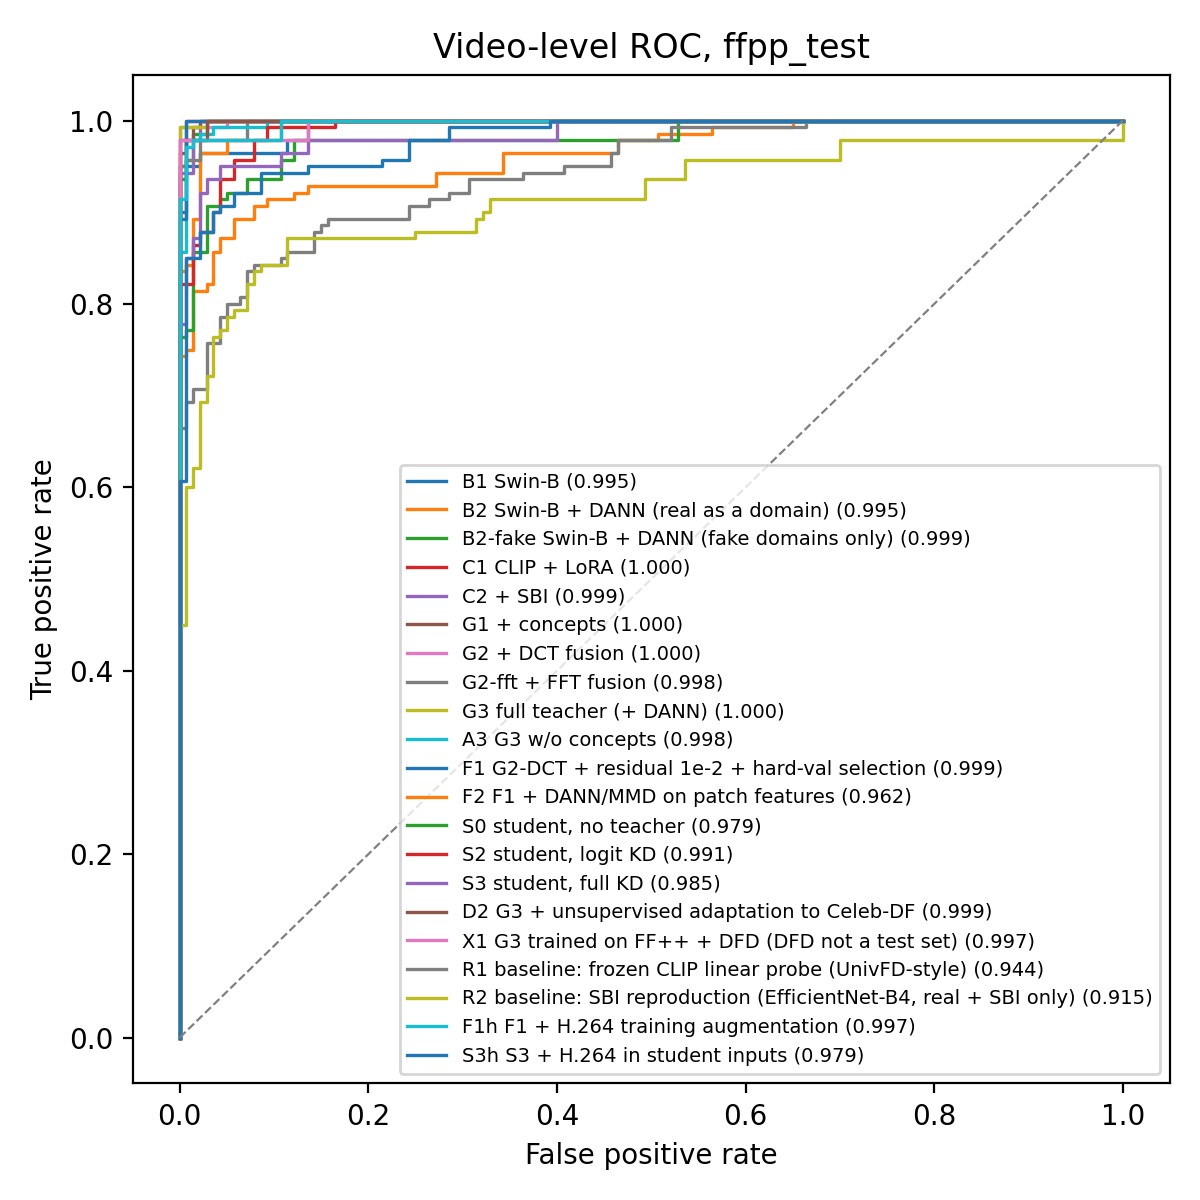 Video-level ROC, ffpp_test
1.0
0.8
0.6
0.4
0.2
0.0
True positive rate
B1 Swin-B (0.995)
B2 Swin-B + DANN (real as a domain) (0.995)
B2-fake Swin-B + DANN (fake domains only) (0.999)
C1 CLIP + LoRA (1.000)
C2 + SBI (0.999)
G1 + concepts (1.000)
G2 + DCT fusion (1.000)
G2-fft + FFT fusion (0.998)
G3 full teacher (+ DANN) (1.000)
A3 G3 w/o concepts (0.998)
F1 G2-DCT + residual 1e-2 + hard-val selection (0.999)
F2 F1 + DANN/MMD on patch features (0.962)
S0 student, no teacher (0.979)
S2 student, logit KD (0.991)
S3 student, full KD (0.985)
D2 G3 + unsupervised adaptation to Celeb-DF (0.999)
X1 G3 trained on FF++ + DFD (DFD not a test set) (0.997)
R1 baseline: frozen CLIP linear probe (UnivFD-style) (0.944)
R2 baseline: SBI reproduction (EfficientNet-B4, real + SBI only) (0.915)
F1h F1 + H.264 training augmentation (0.997)
S3h S3 + H.264 in student inputs (0.979)
0.0 0.2 0.4 0.6 0.8 1.0
False positive rate